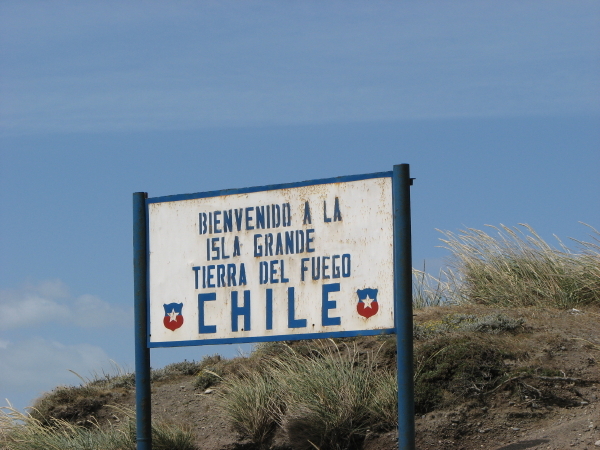 BIENVENIDO A LA
ISLA GRANDE
TIERRA DEL FUEGO
CHILE